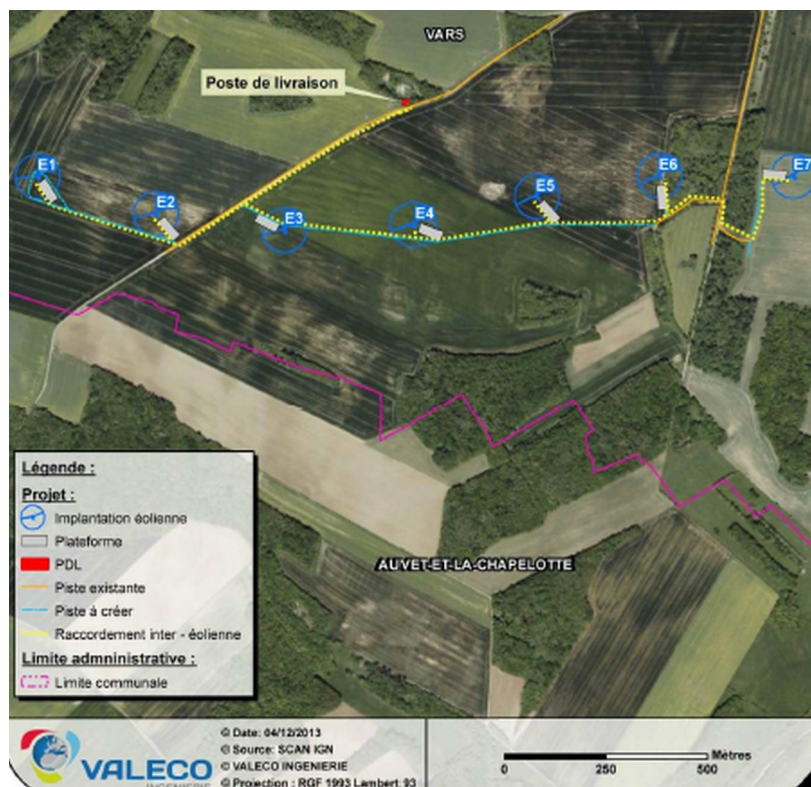 VARS
Poste de livraison
E1
E2
E3
E4
E5
E6
E7
Légende :
Projet :
Implantation éolienne
Plateforme
PDL
Piste existante
Piste à créer
Raccordement inter - éolienne
Limite admninistrative :
Limite communale
AUVET-ET-LA-CHAPELOTTE
VALECO
INGENIERIE
© Date: 04/12/2013
© Source: SCAN IGN
© VALECO INGENIERIE
© Projection : RGF 1993 Lambert 93
Mètres
0 250 500